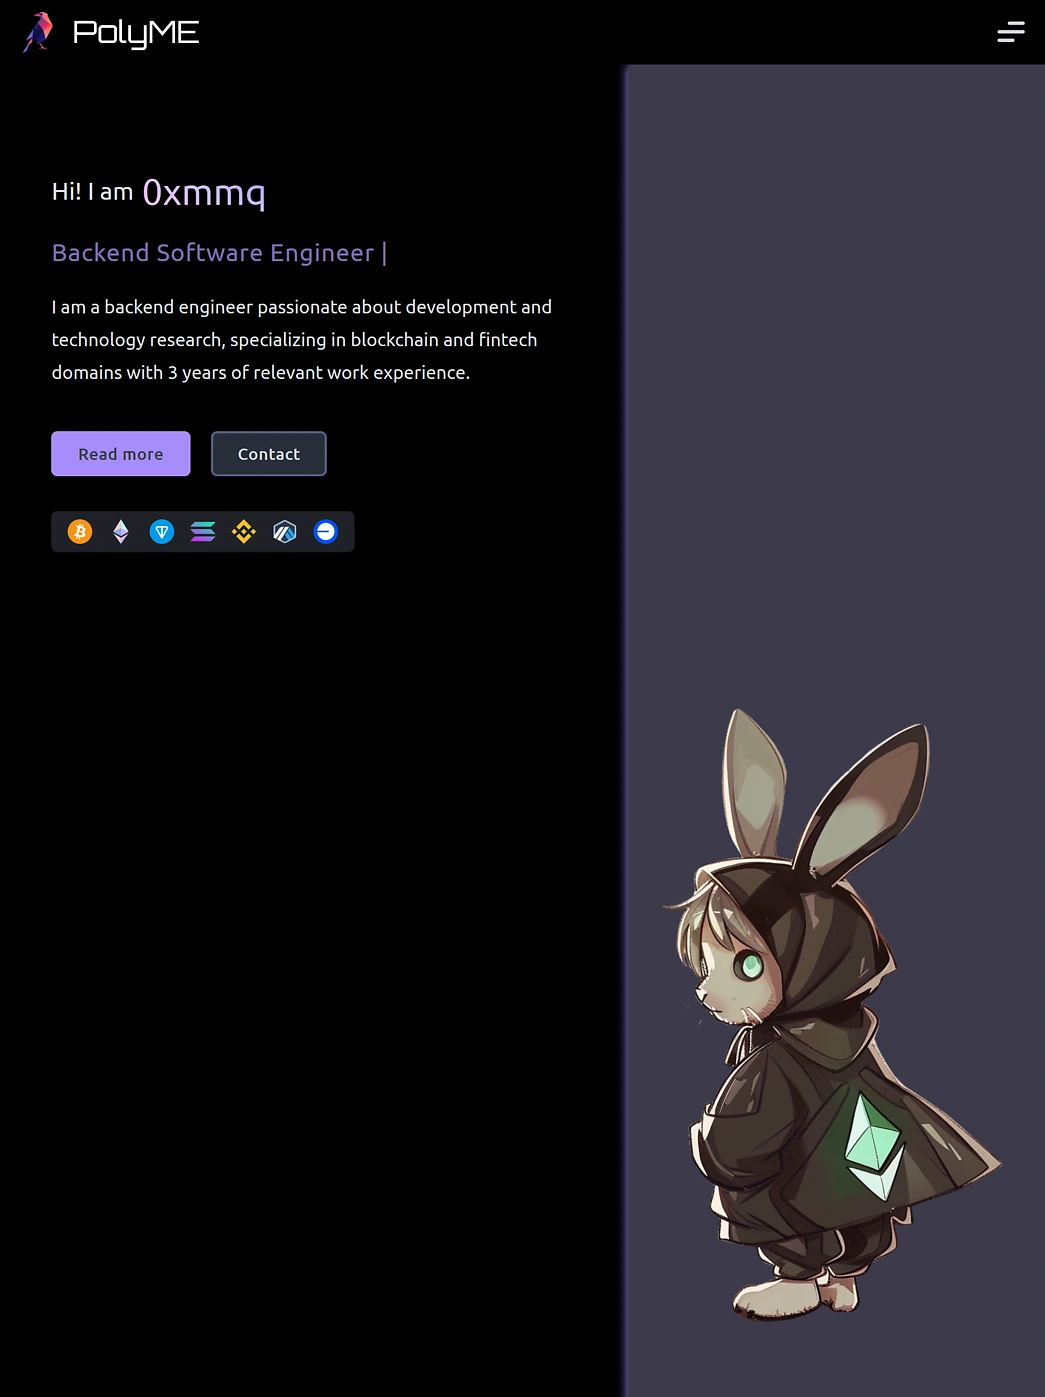 PolyME
Hi! I am 0xmmq
Backend Software Engineer |
I am a backend engineer passionate about development and
technology research, specializing in blockchain and fintech
domains with 3 years of relevant work experience.
Read more
Contact